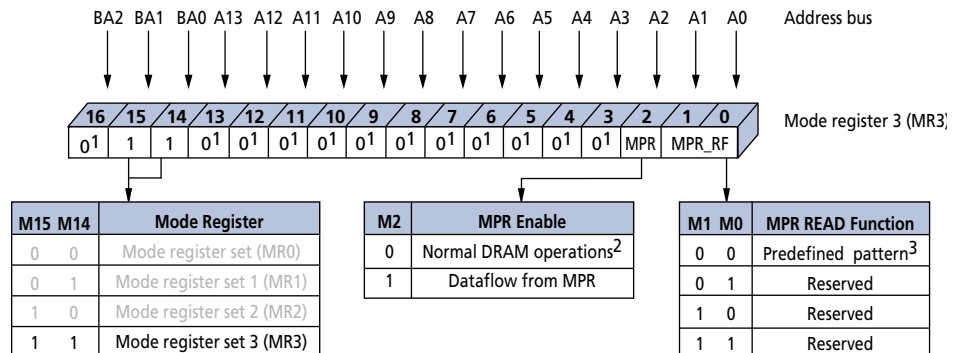 BA2 BA1 BA0 A13 A12 A11 A10 A9 A8 A7 A6 A5 A4 A3 A2 A1 A0 Address bus
16 15 14 13 12 11 10 9 8 7 6 5 4 3 2 1 0
0¹ 1 1 0¹ 0¹ 0¹ 0¹ 0¹ 0¹ 0¹ 0¹ 0¹ 0¹ 0¹ MPR MPR_RF Mode register 3 (MR3)
M15 M14 Mode Register
0 0 Mode register set (MR0)
0 1 Mode register set 1 (MR1)
1 0 Mode register set 2 (MR2)
1 1 Mode register set 3 (MR3)
M2 MPR Enable
0 Normal DRAM operations²
1 Dataflow from MPR
M1 M0 MPR READ Function
0 0 Predefined pattern³
0 1 Reserved
1 0 Reserved
1 1 Reserved